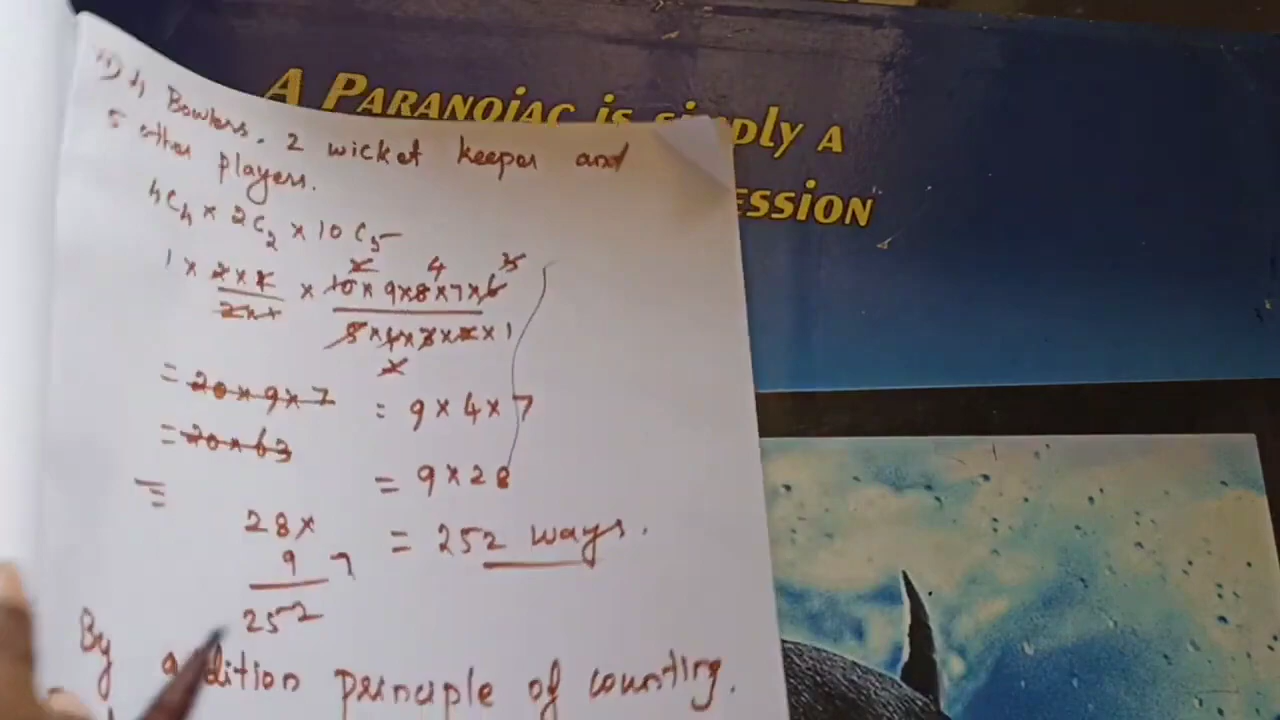 iii) 4 Bowlers, 2 wicket keeper and
5 other players.
4C4 × 2C2 × 10C5
1 × 2×1/2×1 × 10×9×8×7×6/5×4×3×2×1
= 20×9×7 = 9×4×7
= 20×63
= 9×28
=
28×
9 7
252
= 252 ways.
By addition principle of counting.
A PARANOiAC is simply A
ESSION